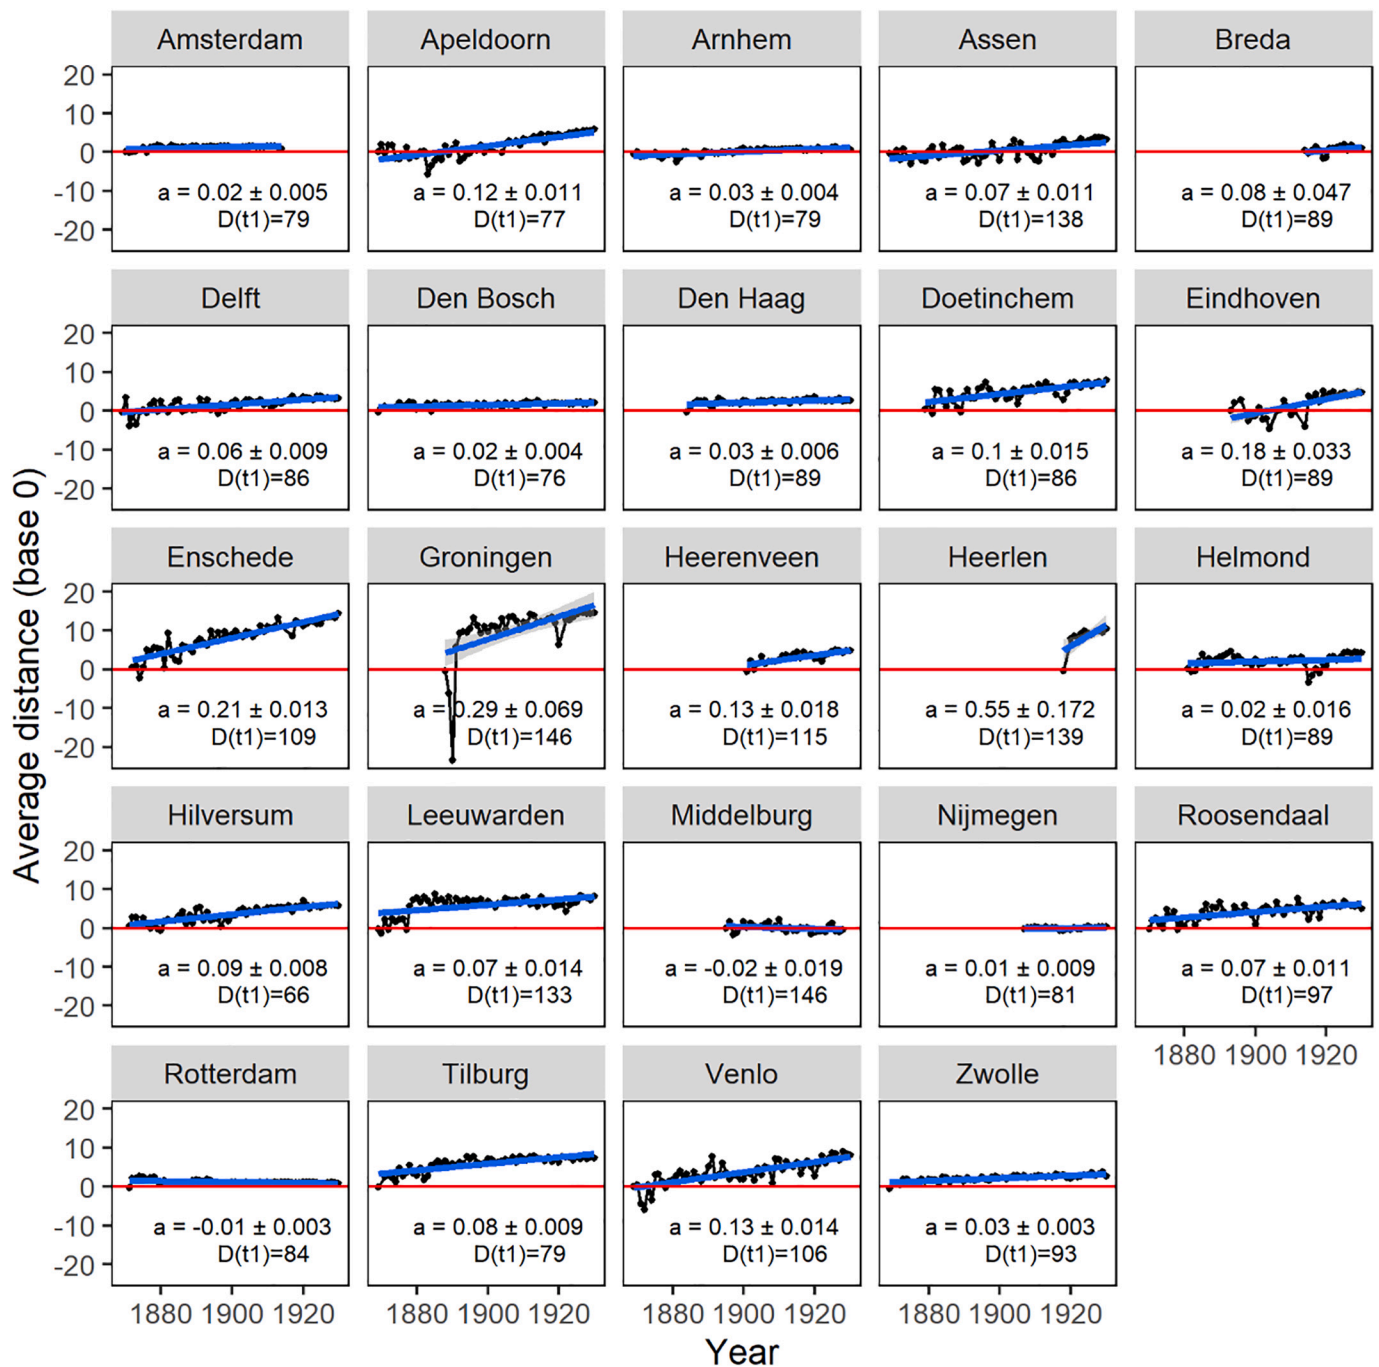 Amsterdam Apeldoorn Arnhem Assen Breda
20
10
0
-10
-20
a = 0.02 ± 0.005
D(t1)=79
a = 0.12 ± 0.011
D(t1)=77
a = 0.03 ± 0.004
D(t1)=79
a = 0.07 ± 0.011
D(t1)=138
a = 0.08 ± 0.047
D(t1)=89
Delft Den Bosch Den Haag Doetinchem Eindhoven
20
10
0
-10
-20
a = 0.06 ± 0.009
D(t1)=86
a = 0.02 ± 0.004
D(t1)=76
a = 0.03 ± 0.006
D(t1)=89
a = 0.1 ± 0.015
D(t1)=86
a = 0.18 ± 0.033
D(t1)=89
Average distance (base 0)
Enschede Groningen Heerenveen Heerlen Helmond
20
10
0
-10
-20
a = 0.21 ± 0.013
D(t1)=109
a = 0.29 ± 0.069
D(t1)=146
a = 0.13 ± 0.018
D(t1)=115
a = 0.55 ± 0.172
D(t1)=139
a = 0.02 ± 0.016
D(t1)=89
Hilversum Leeuwarden Middelburg Nijmegen Roosendaal
20
10
0
-10
-20
a = 0.09 ± 0.008
D(t1)=66
a = 0.07 ± 0.014
D(t1)=133
a = -0.02 ± 0.019
D(t1)=146
a = 0.01 ± 0.009
D(t1)=81
a = 0.07 ± 0.011
D(t1)=97
1880 1900 1920
Rotterdam Tilburg Venlo Zwolle
20
10
0
-10
-20
a = -0.01 ± 0.003
D(t1)=84
a = 0.08 ± 0.009
D(t1)=79
a = 0.13 ± 0.014
D(t1)=106
a = 0.03 ± 0.003
D(t1)=93
1880 1900 1920 1880 1900 1920 1880 1900 1920 1880 1900 1920
Year